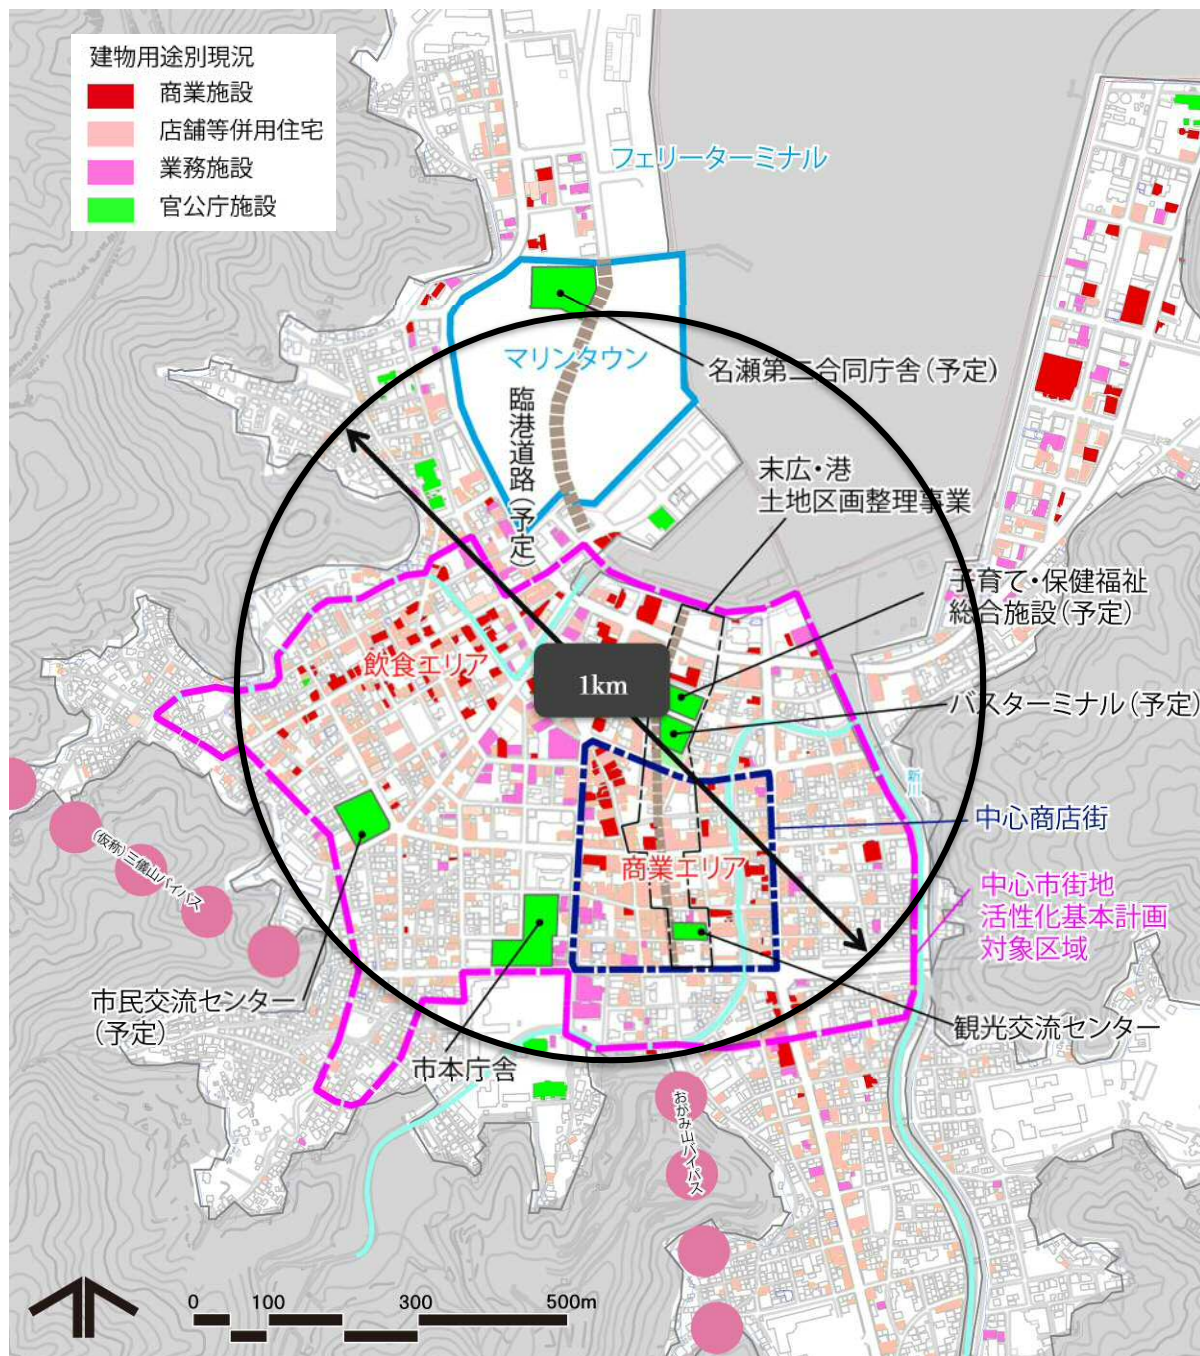 建物用途別現況
商業施設
店舗等併用住宅
業務施設
官公庁施設
フェリーターミナル
マリンタウン
名瀬第二合同庁舎(予定)
臨港道路(予定)
末広・港
土地区画整理事業
子育て・保健福祉
総合施設(予定)
飲食エリア
1km
バスターミナル(予定)
新川
中心商店街
(仮称)三儀山バイパス
商業エリア
中心市街地
活性化基本計画
対象区域
市民交流センター
(予定)
観光交流センター
市本庁舎
おがみ山バイパス
0 100 300 500m